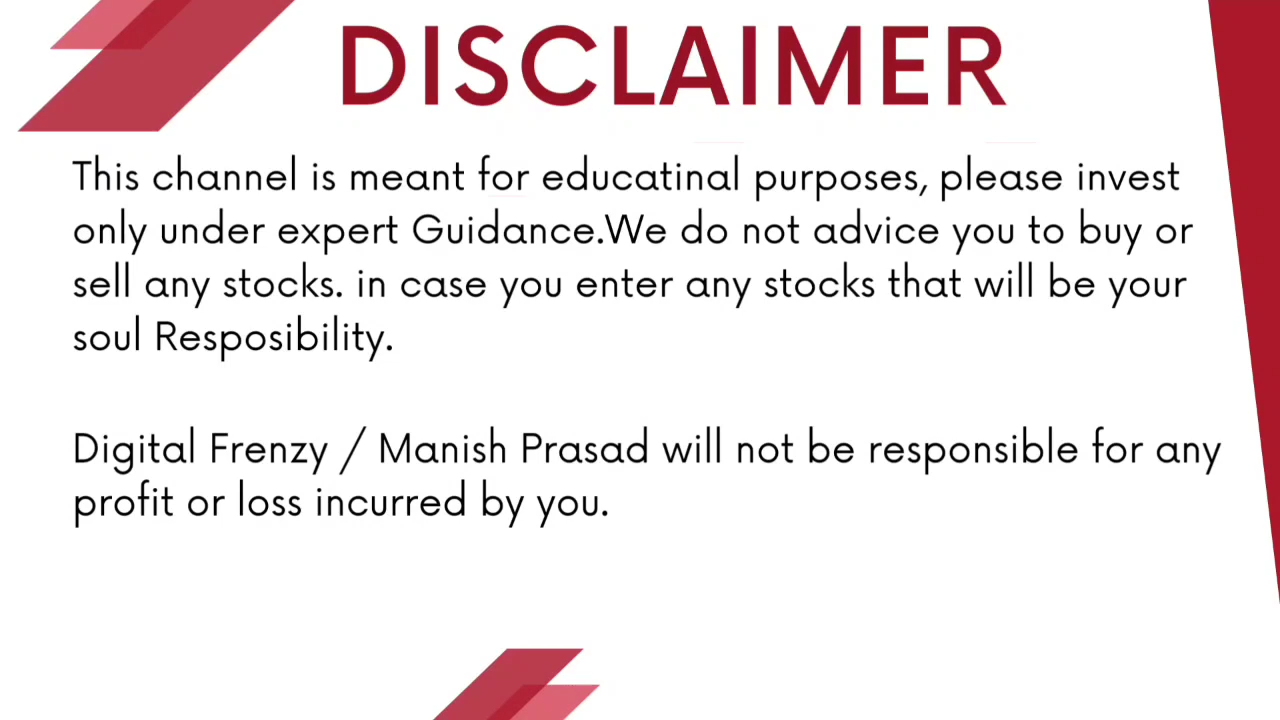 DISCLAIMER
This channel is meant for educatinal purposes, please invest
only under expert Guidance.We do not advice you to buy or
sell any stocks. in case you enter any stocks that will be your
soul Resposibility.
Digital Frenzy / Manish Prasad will not be responsible for any
profit or loss incurred by you.